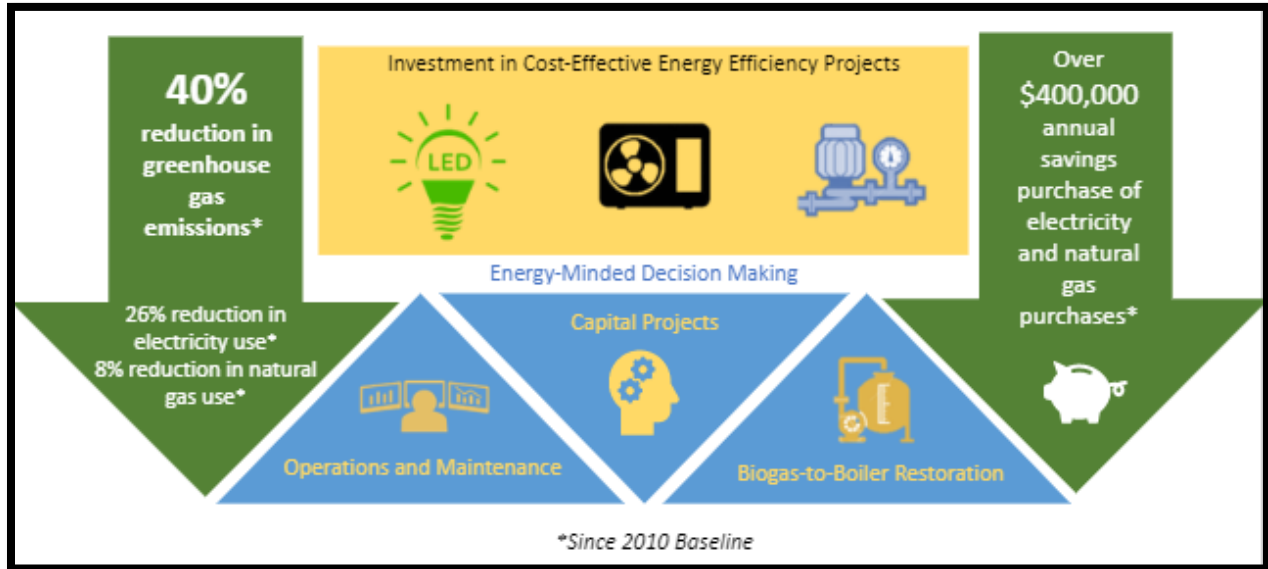 40%
reduction in
greenhouse
gas
emissions*
26% reduction in
electricity use*
8% reduction in natural
gas use*
Investment in Cost-Effective Energy Efficiency Projects
LED
Energy-Minded Decision Making
Capital Projects
Operations and Maintenance
Biogas-to-Boiler Restoration
Over
$400,000
annual
savings
purchase of
electricity
and natural
gas
purchases*
*Since 2010 Baseline